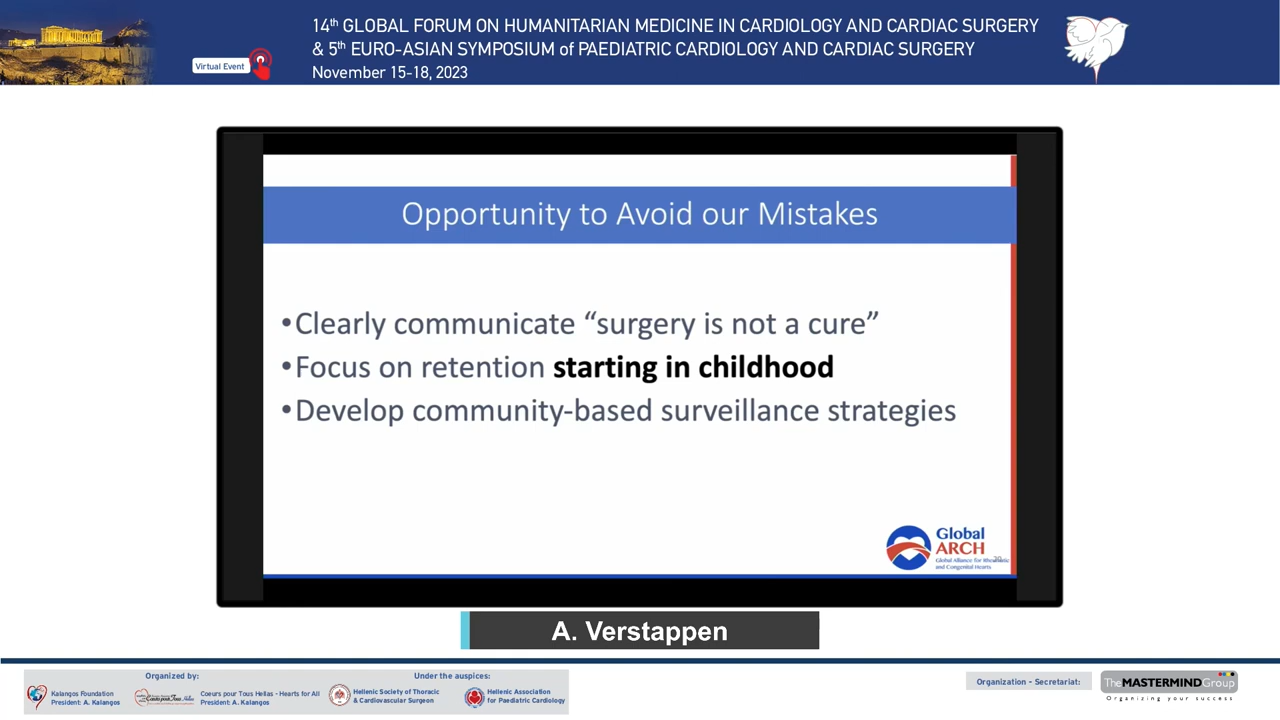 14th GLOBAL FORUM ON HUMANITARIAN MEDICINE IN CARDIOLOGY AND CARDIAC SURGERY
& 5th EURO-ASIAN SYMPOSIUM of PAEDIATRIC CARDIOLOGY AND CARDIAC SURGERY
Virtual Event
November 15-18, 2023
Opportunity to Avoid our Mistakes
•Clearly communicate “surgery is not a cure”
•Focus on retention starting in childhood
•Develop community-based surveillance strategies
Global
ARCH
Global Alliance for Rheumatic
and Congenital Hearts
A. Verstappen
Organized by:
Under the auspices:
Kalangos Foundation
President: A. Kalangos
Coeurs pour Tous Hellas - Hearts for All
President: A. Kalangos
Hellenic Society of Thoracic
& Cardiovascular Surgeon
Hellenic Association
for Paediatric Cardiology
Organization - Secretariat:
The MASTERMIND Group
Organizing your success